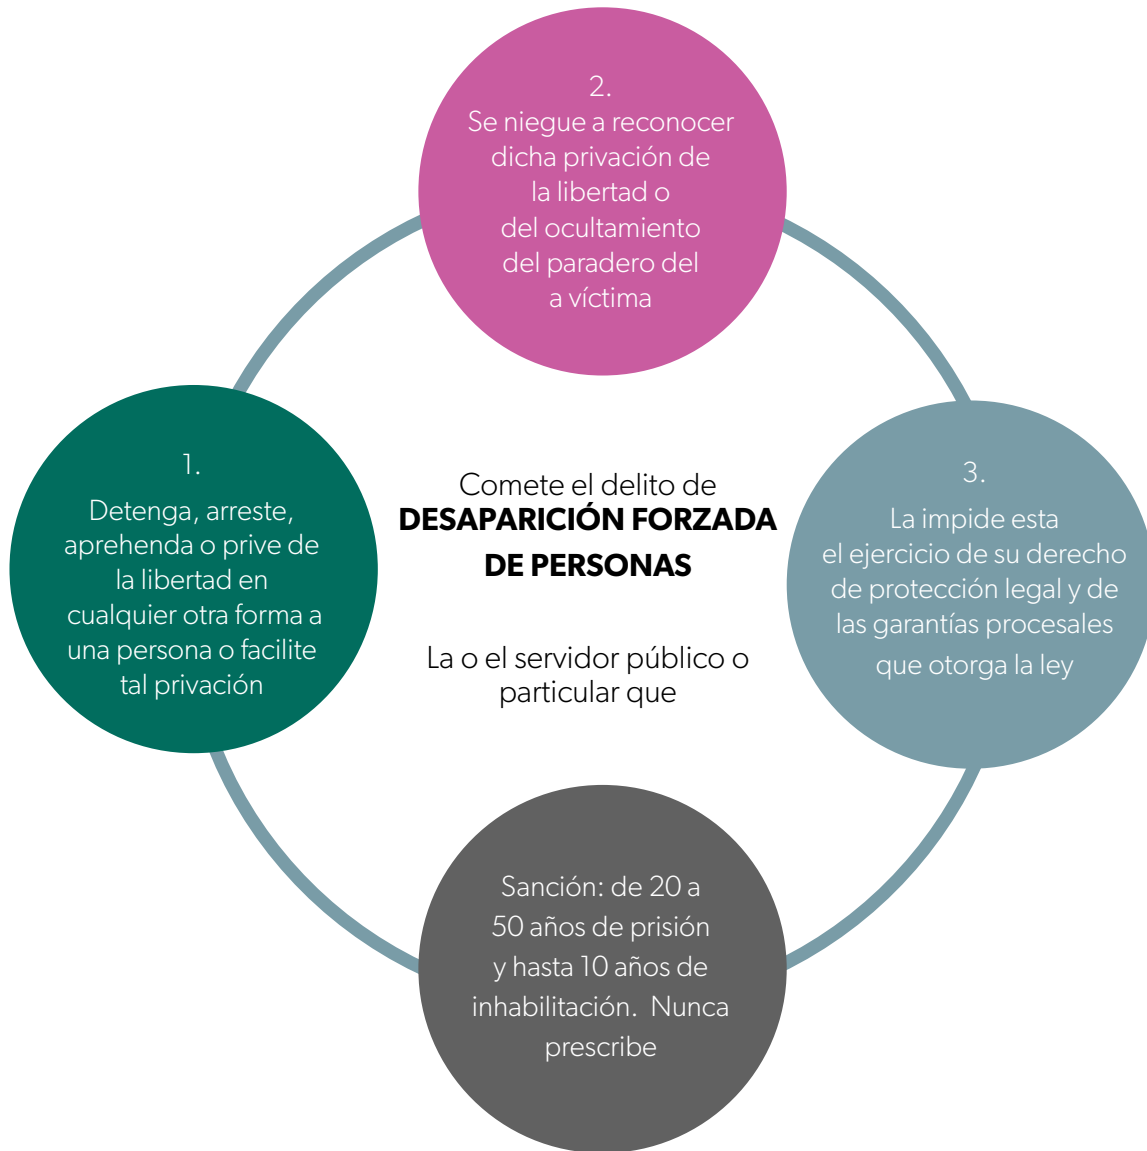 Comete el delito de
DESAPARICIÓN FORZADA
DE PERSONAS
La o el servidor público o
particular que
1.
Detenga, arreste,
aprehenda o prive de
la libertad en
cualquier otra forma a
una persona o facilite
tal privación
2.
Se niegue a reconocer
dicha privación de
la libertad o
del ocultamiento
del paradero del
a víctima
3.
La impide esta
el ejercicio de su derecho
de protección legal y de
las garantías procesales
que otorga la ley
Sanción: de 20 a
50 años de prisión
y hasta 10 años de
inhabilitación.  Nunca
prescribe